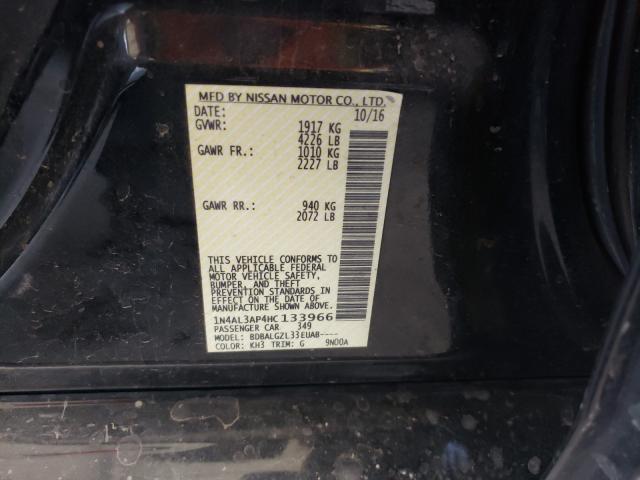 MFD BY NISSAN MOTOR CO., LTD.
DATE: 10/16
GVWR: 1917 KG
4226 LB
GAWR FR.: 1010 KG
2227 LB
GAWR RR.: 940 KG
2072 LB
THIS VEHICLE CONFORMS TO
ALL APPLICABLE FEDERAL
MOTOR VEHICLE SAFETY,
BUMPER, AND THEFT
PREVENTION STANDARDS IN
EFFECT ON THE DATE OF
MANUFACTURE SHOWN ABOVE.
1N4AL3AP4HC133966
PASSENGER CAR 349
MODEL: BDBALGZL33EUAB----
COLOR: KH3 TRIM: G 9N00A